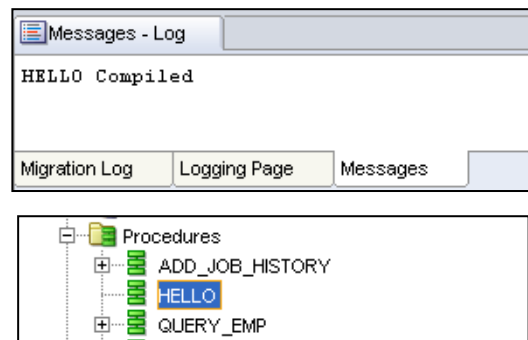 Messages - Log
HELLO Compiled
Migration Log Logging Page Messages
Procedures
ADD_JOB_HISTORY
HELLO
QUERY_EMP